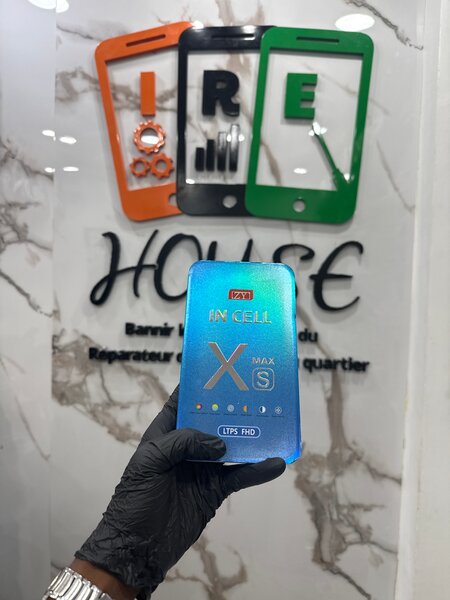 I R E
HOUSE
Bannir l du
Réparateur d quartier
ZY
IN CELL
X MAX
S
LTPS FHD